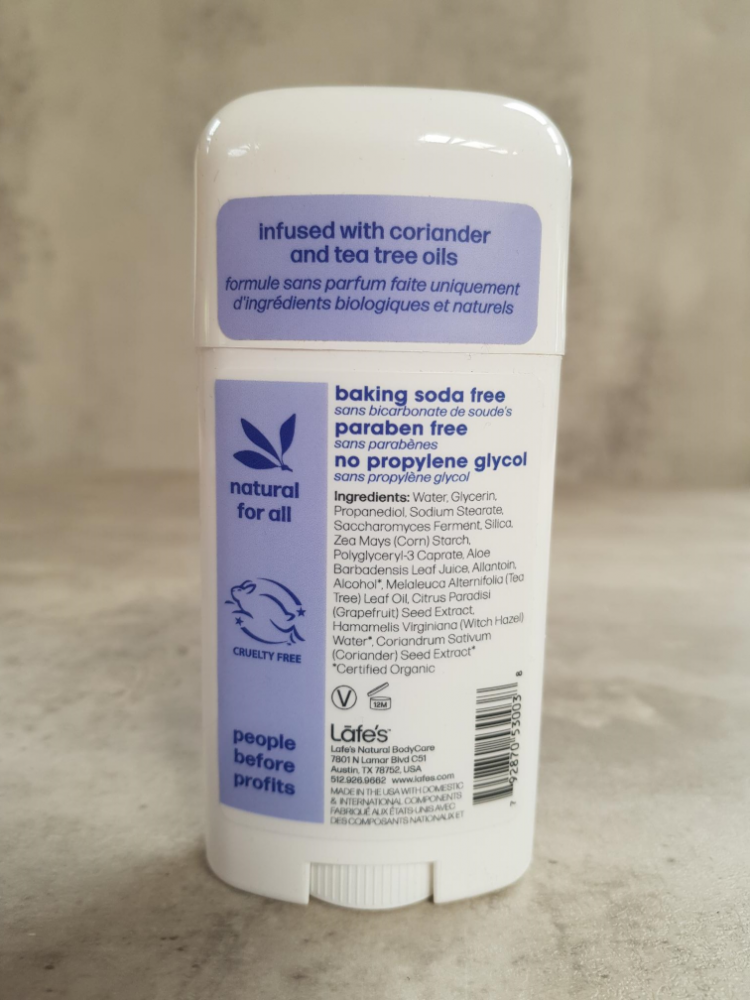 infused with coriander
and tea tree oils
formule sans parfum faite uniquement
d'ingrédients biologiques et naturels
natural
for all
CRUELTY FREE
people
before
profits
baking soda free
sans bicarbonate de soude's
paraben free
sans parabènes
no propylene glycol
sans propylène glycol
Ingredients: Water, Glycerin,
Propanediol, Sodium Stearate,
Saccharomyces Ferment, Silica,
Zea Mays (Corn) Starch,
Polyglyceryl-3 Caprate, Aloe
Barbadensis Leaf Juice, Allantoin,
Alcohol*, Melaleuca Alternifolia (Tea
Tree) Leaf Oil, Citrus Paradisi
(Grapefruit) Seed Extract,
Hamamelis Virginiana (Witch Hazel)
Water*, Coriandrum Sativum
(Coriander) Seed Extract*
*Certified Organic
V
12M
Lafe's
Lafe's Natural BodyCare
7801 N Lamar Blvd C51
Austin, TX 78752, USA
512.926.9662 www.lafes.com
MADE IN THE USA WITH DOMESTIC
& INTERNATIONAL COMPONENTS
FABRIQUÉ AUX ÉTATS-UNIS AVEC
DES COMPOSANTS NATIONAUX ET
7 92870 53003 8